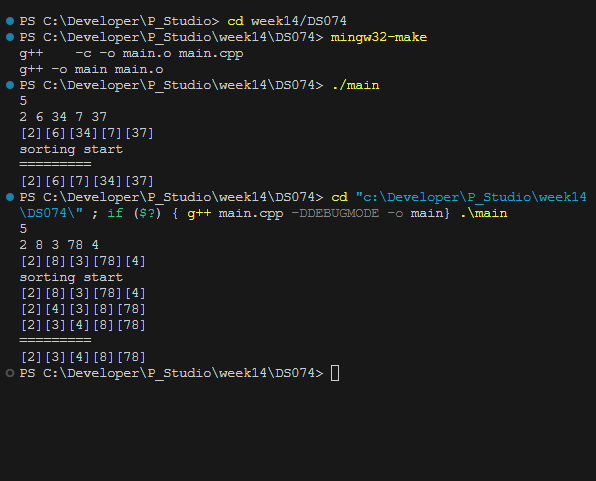 PS C:\Developer\P_Studio> cd week14/DS074
PS C:\Developer\P_Studio\week14\DS074> mingw32-make
g++    -c -o main.o main.cpp
g++ -o main main.o
PS C:\Developer\P_Studio\week14\DS074> ./main
5
2 6 34 7 37
[2][6][34][7][37]
sorting start
=========
[2][6][7][34][37]
PS C:\Developer\P_Studio\week14\DS074> cd "c:\Developer\P_Studio\week14
\DS074\" ; if ($?) { g++ main.cpp -DDEBUGMODE -o main} .\main
5
2 8 3 78 4
[2][8][3][78][4]
sorting start
[2][8][3][78][4]
[2][4][3][8][78]
[2][3][4][8][78]
=========
[2][3][4][8][78]
PS C:\Developer\P_Studio\week14\DS074>